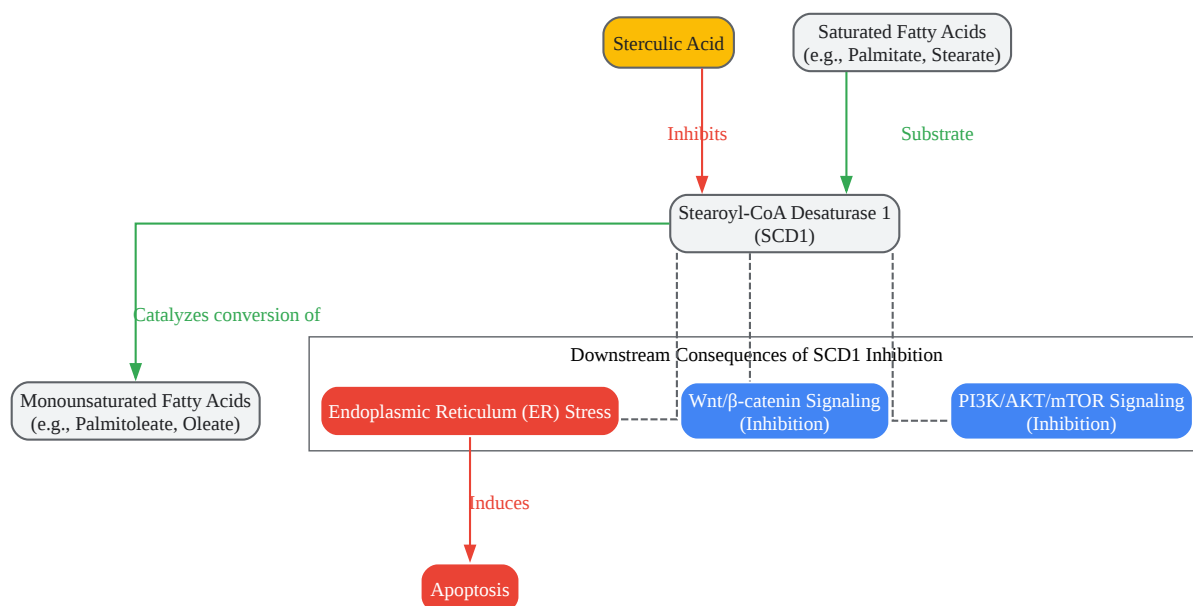 Sterculic Acid
Saturated Fatty Acids
(e.g., Palmitate, Stearate)
Inhibits
Substrate
Stearoyl-CoA Desaturase 1
(SCD1)
Catalyzes conversion of
Downstream Consequences of SCD1 Inhibition
Monounsaturated Fatty Acids
(e.g., Palmitoleate, Oleate)
Endoplasmic Reticulum (ER) Stress
Wnt/β-catenin Signaling
(Inhibition)
PI3K/AKT/mTOR Signaling
(Inhibition)
Induces
Apoptosis